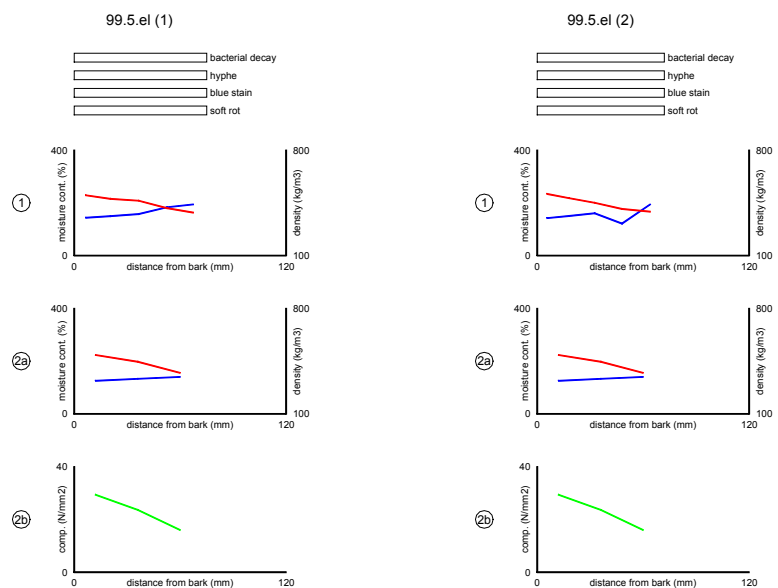 99.5.el (1)
bacterial decay
hyphe
blue stain
soft rot
1
400
0
moisture cont. (%)
800
100
density (kg/m3)
0
distance from bark (mm)
120
2a
400
0
moisture cont. (%)
800
100
density (kg/m3)
0
distance from bark (mm)
120
2b
40
0
comp. (N/mm2)
0
distance from bark (mm)
120
99.5.el (2)
bacterial decay
hyphe
blue stain
soft rot
1
400
0
moisture cont. (%)
800
100
density (kg/m3)
0
distance from bark (mm)
120
2a
400
0
moisture cont. (%)
800
100
density (kg/m3)
0
distance from bark (mm)
120
2b
40
0
comp. (N/mm2)
0
distance from bark (mm)
120